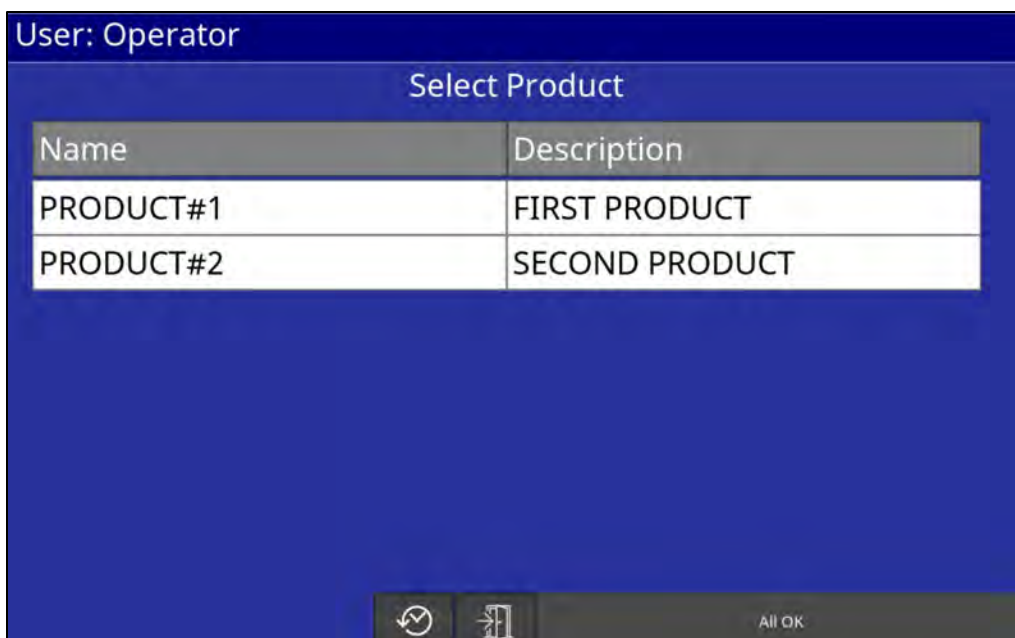 User: Operator
Select Product
Name Description
PRODUCT#1 FIRST PRODUCT
PRODUCT#2 SECOND PRODUCT
All OK